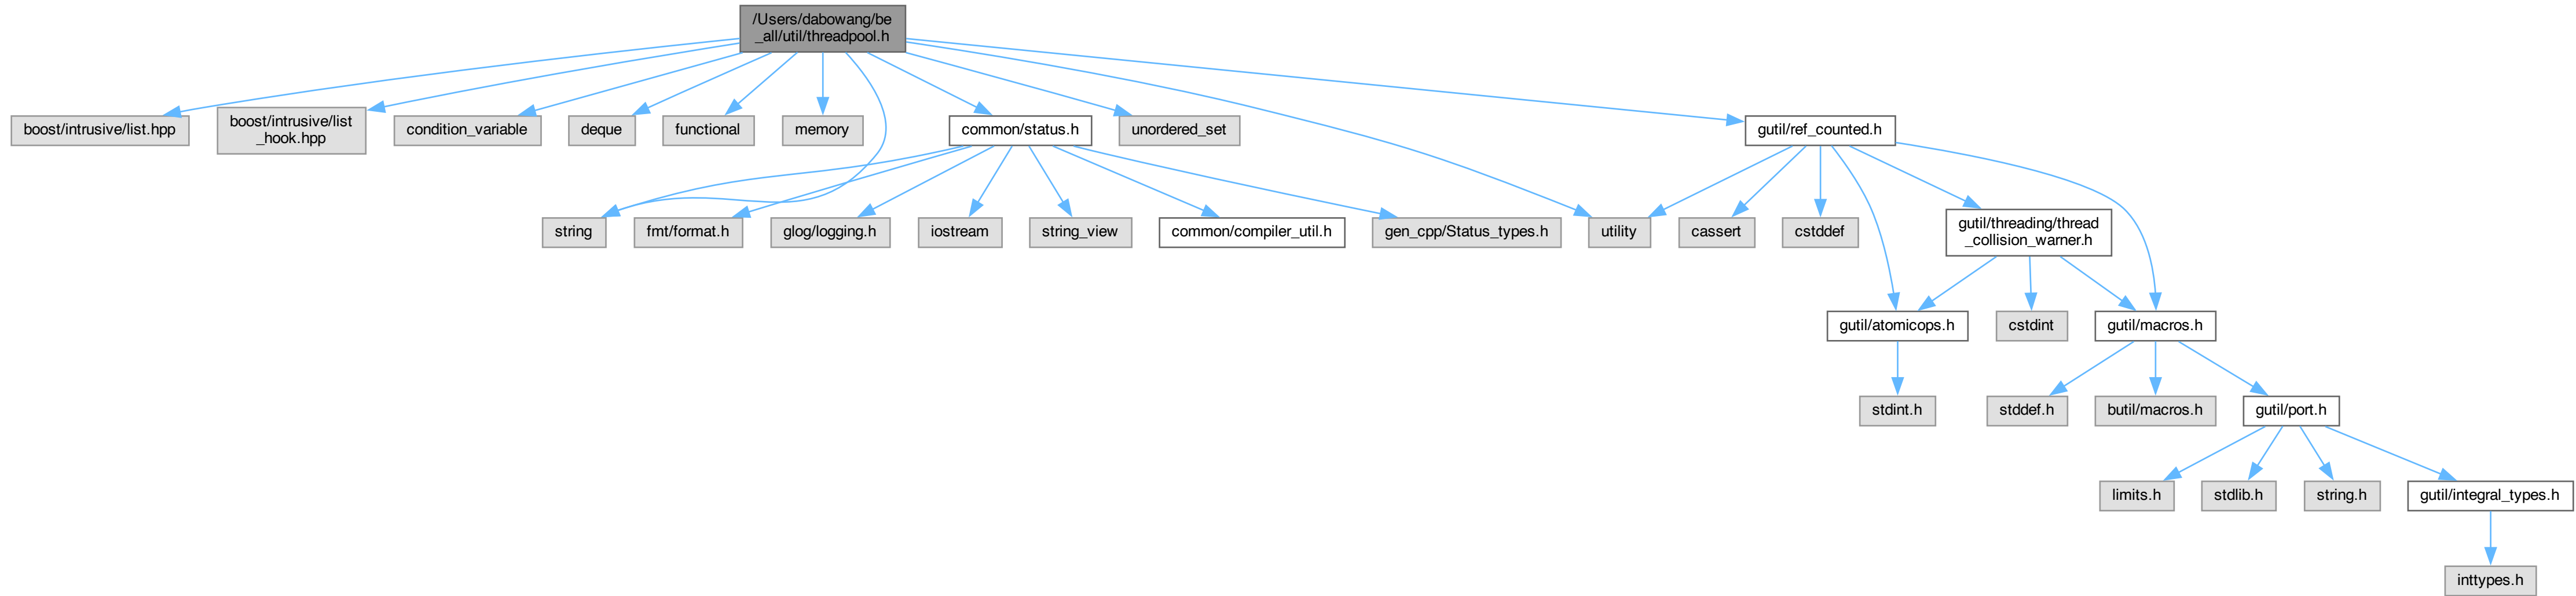 /Users/dabowang/be
_all/util/threadpool.h
boost/intrusive/list.hpp
boost/intrusive/list
_hook.hpp
condition_variable
deque
functional
memory
common/status.h
unordered_set
gutil/ref_counted.h
string
fmt/format.h
glog/logging.h
iostream
string_view
common/compiler_util.h
gen_cpp/Status_types.h
utility
cassert
cstddef
gutil/threading/thread
_collision_warner.h
gutil/atomicops.h
cstdint
gutil/macros.h
stdint.h
stddef.h
butil/macros.h
gutil/port.h
limits.h
stdlib.h
string.h
gutil/integral_types.h
inttypes.h